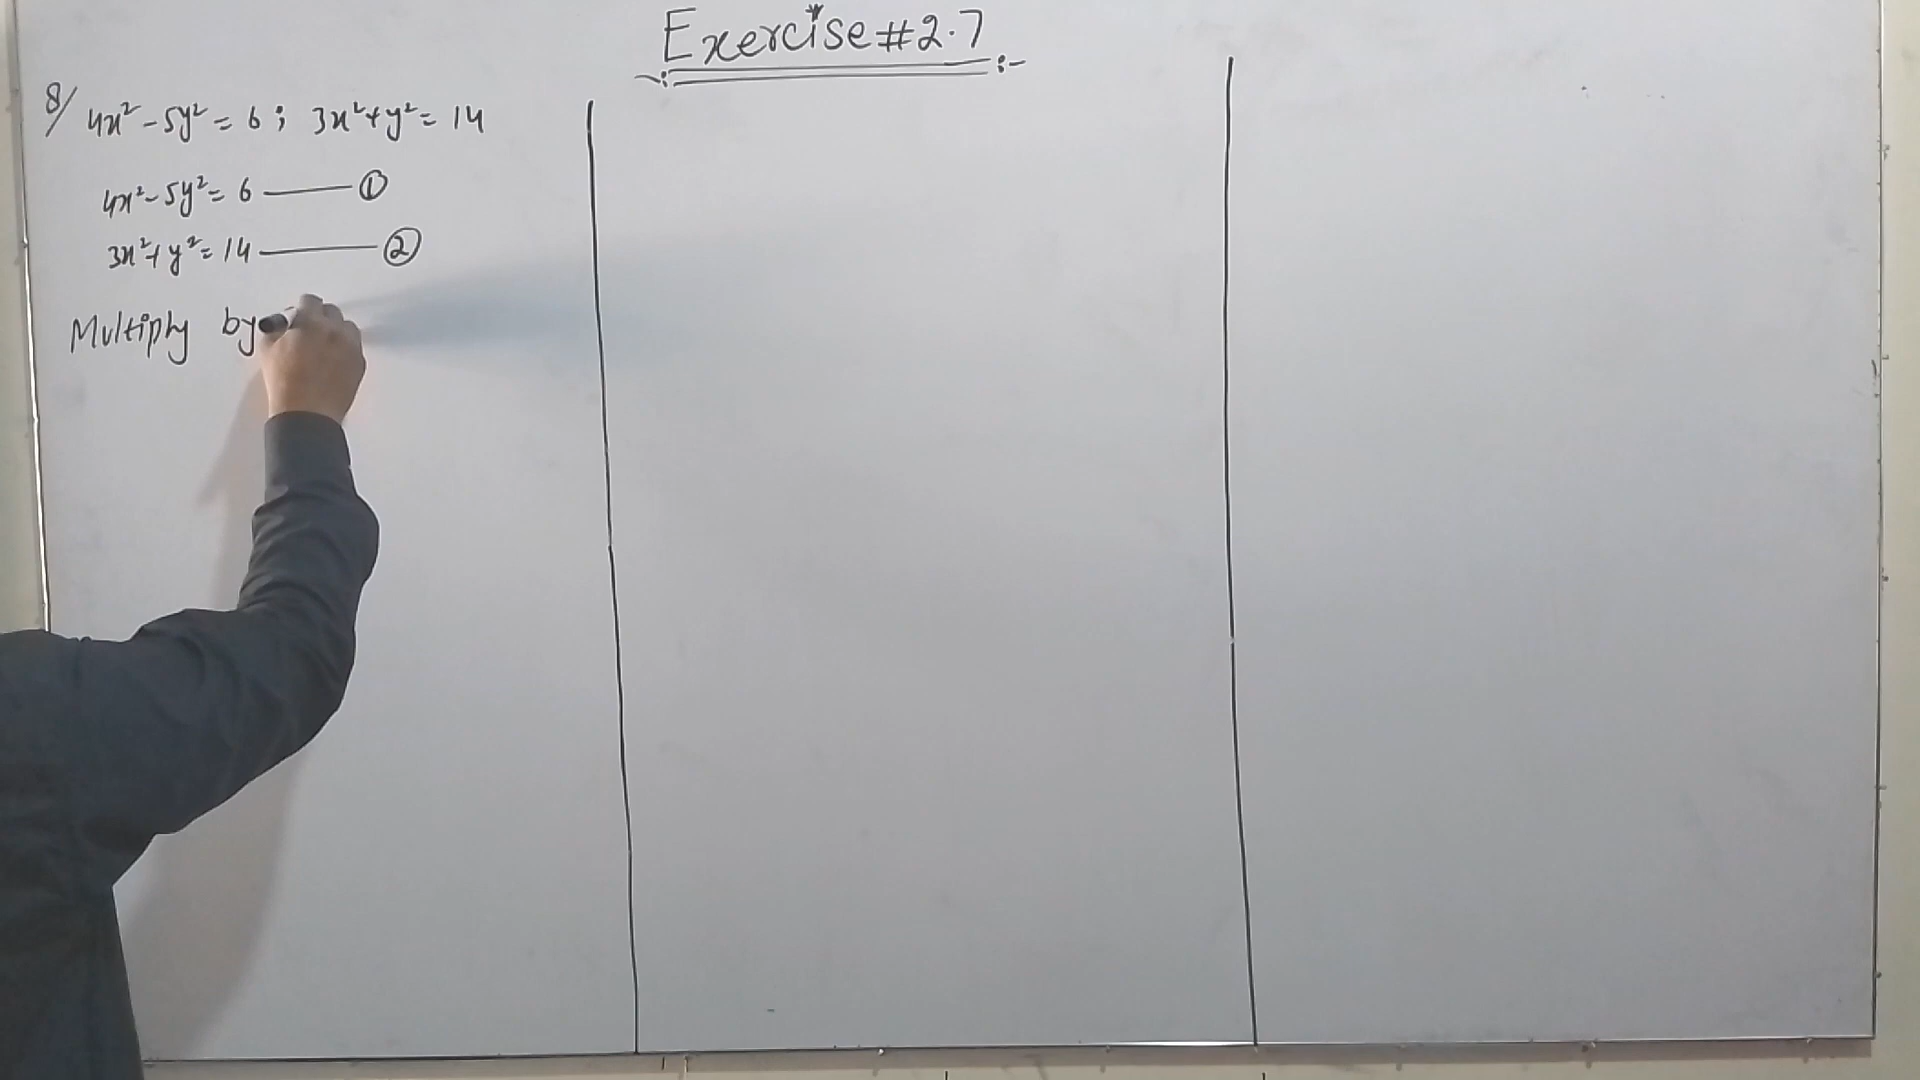 Exercise #2.7
8/ 4x² - 5y² = 6 ; 3x² + y² = 14
4x² - 5y² = 6 —— ①
3x² + y² = 14 —— ②
Multiply by